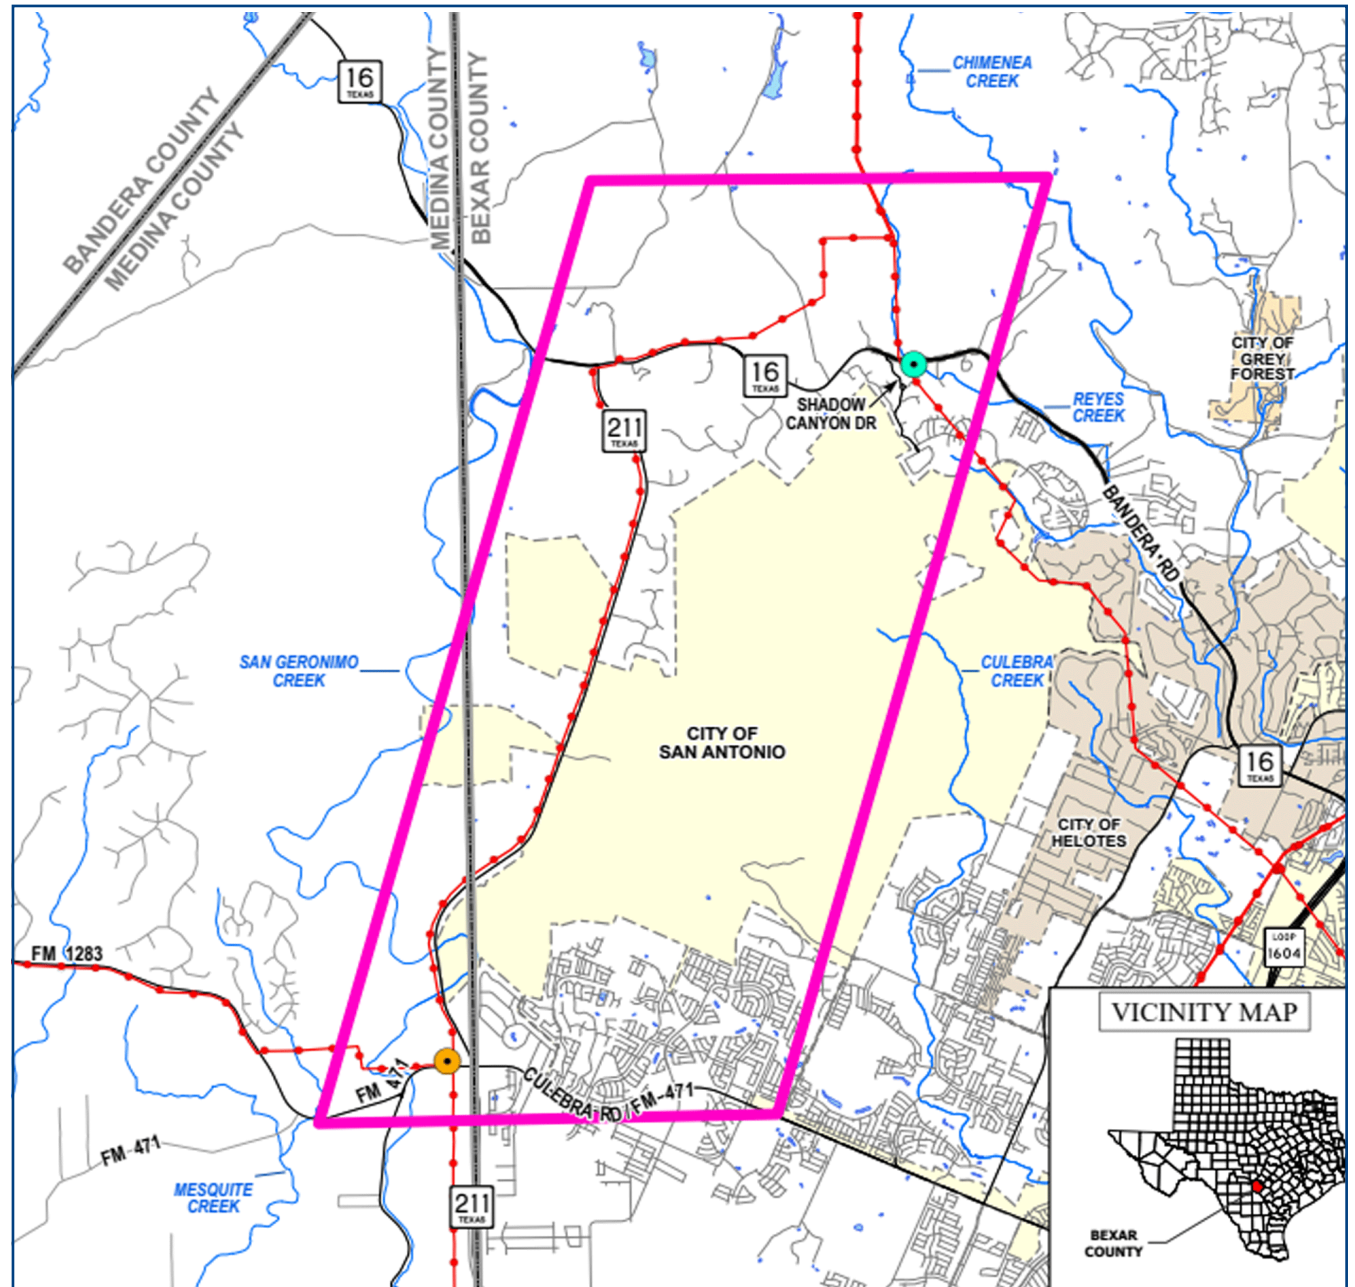 CHIMENEA
CREEK
16
TEXAS
BANDERA COUNTY
MEDINA COUNTY
MEDINA COUNTY
BEXAR COUNTY
CITY OF
GREY
FOREST
16
TEXAS
SHADOW
CANYON DR
REYES
CREEK
211
TEXAS
BANDERA RD
SAN GERONIMO
CREEK
CULEBRA
CREEK
CITY OF
SAN ANTONIO
16
TEXAS
CITY OF
HELOTES
FM 1283
LOOP
1604
FM 471
CULEBRA RD/FM-471
FM-471
MESQUITE
CREEK
211
TEXAS
VICINITY MAP
BEXAR
COUNTY